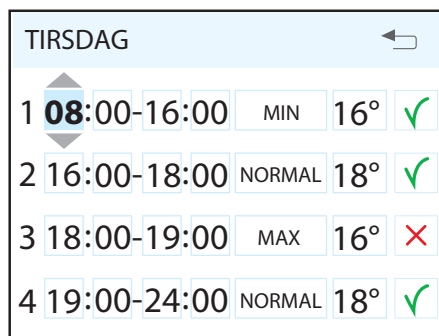 TIRSDAG
1 08:00-16:00 MIN 16°
2 16:00-18:00 NORMAL 18°
3 18:00-19:00 MAX 16°
4 19:00-24:00 NORMAL 18°